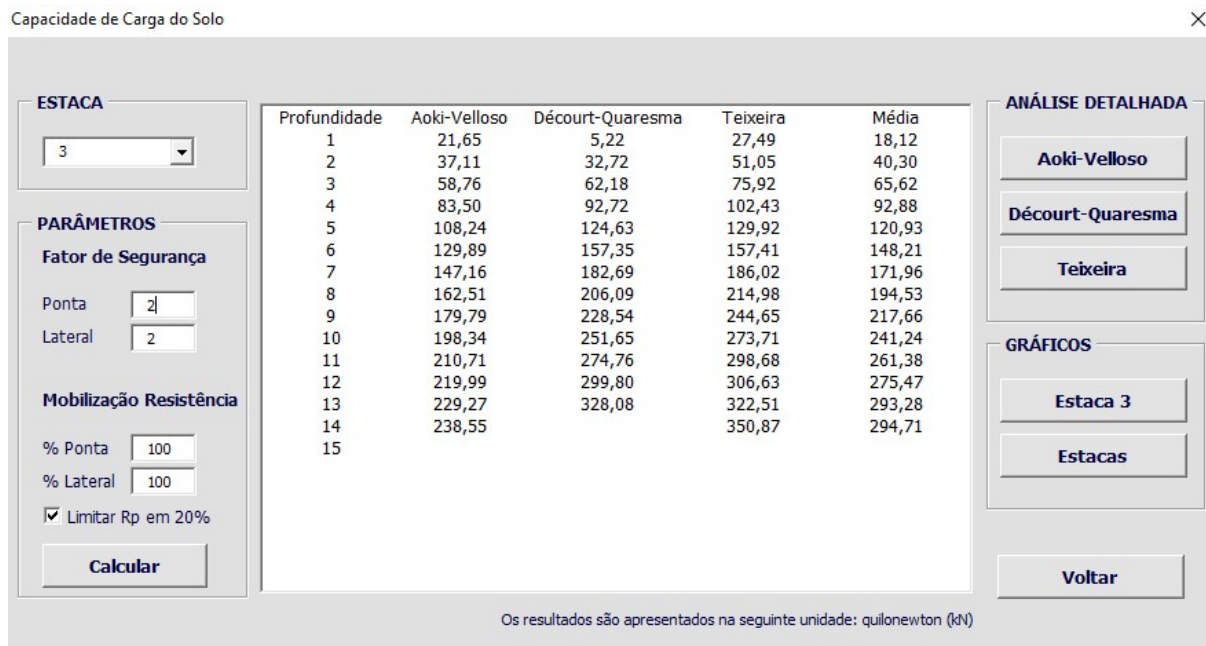 Capacidade de Carga do Solo
ESTACA
3
PARÂMETROS
Fator de Segurança
Ponta 2
Lateral 2
Mobilização Resistência
% Ponta 100
% Lateral 100
Limitar Rp em 20%
Calcular
Profundidade Aoki-Velloso Décourt-Quaresma Teixeira Média
1 21,65 5,22 27,49 18,12
2 37,11 32,72 51,05 40,30
3 58,76 62,18 75,92 65,62
4 83,50 92,72 102,43 92,88
5 108,24 124,63 129,92 120,93
6 129,89 157,35 157,41 148,21
7 147,16 182,69 186,02 171,96
8 162,51 206,09 214,98 194,53
9 179,79 228,54 244,65 217,66
10 198,34 251,65 273,71 241,24
11 210,71 274,76 298,68 261,38
12 219,99 299,80 306,63 275,47
13 229,27 328,08 322,51 293,28
14 238,55 350,87 294,71
15
ANÁLISE DETALHADA
Aoki-Velloso
Décourt-Quaresma
Teixeira
GRÁFICOS
Estaca 3
Estacas
Voltar
Os resultados são apresentados na seguinte unidade: quilonewton (kN)